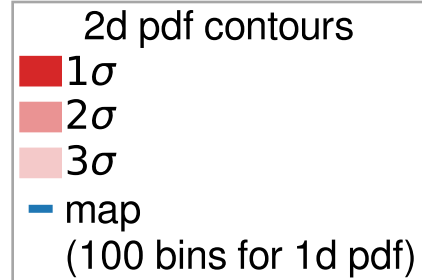 2d pdf contours
1σ
2σ
3σ
map
(100 bins for 1d pdf)